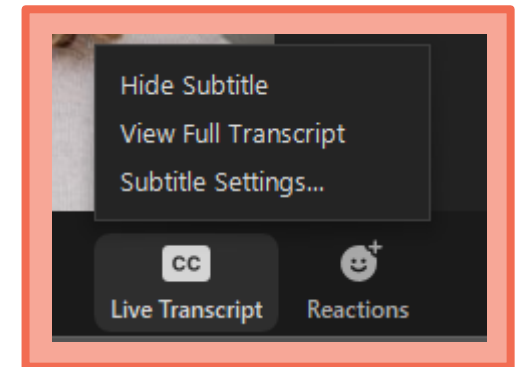 Hide Subtitle
View Full Transcript
Subtitle Settings...
CC
Live Transcript
Reactions